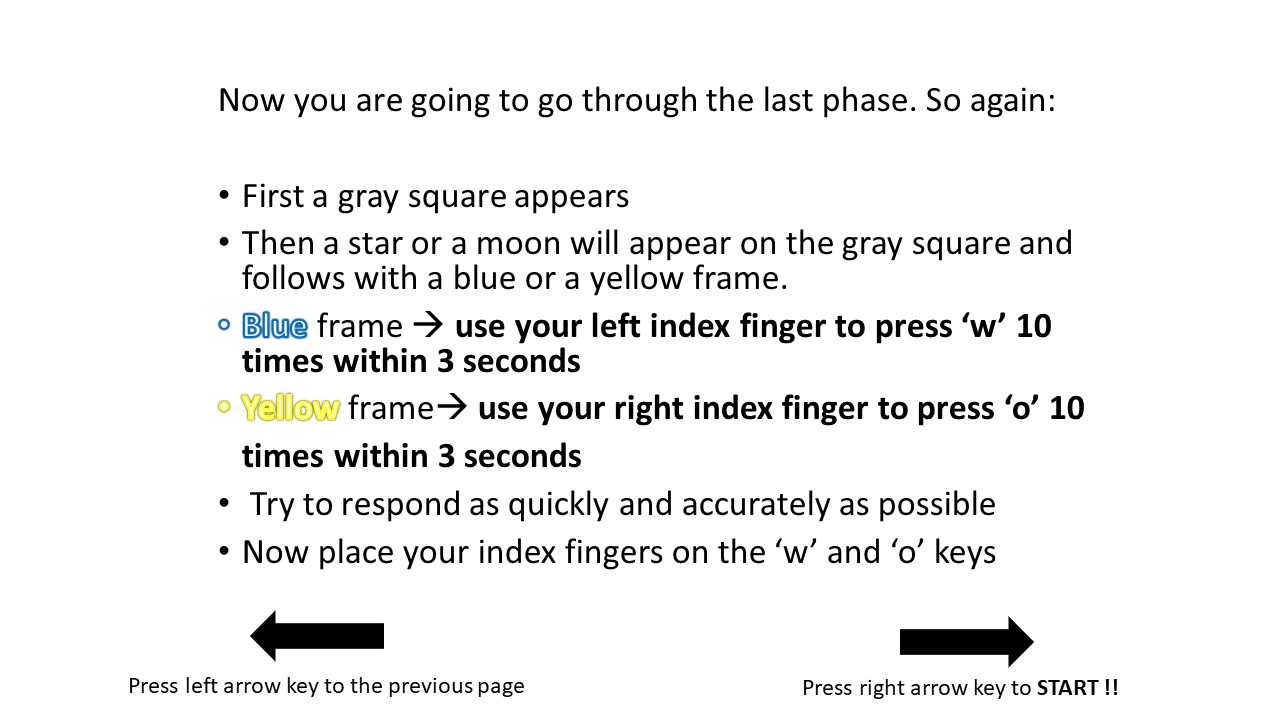 Now you are going to go through the last phase. So again:
• First a gray square appears
• Then a star or a moon will appear on the gray square and
follows with a blue or a yellow frame.
• Blue frame → use your left index finger to press ‘w’ 10
times within 3 seconds
• Yellow frame→ use your right index finger to press ‘o’ 10
times within 3 seconds
• Try to respond as quickly and accurately as possible
• Now place your index fingers on the ‘w’ and ‘o’ keys
Press left arrow key to the previous page
Press right arrow key to START !!